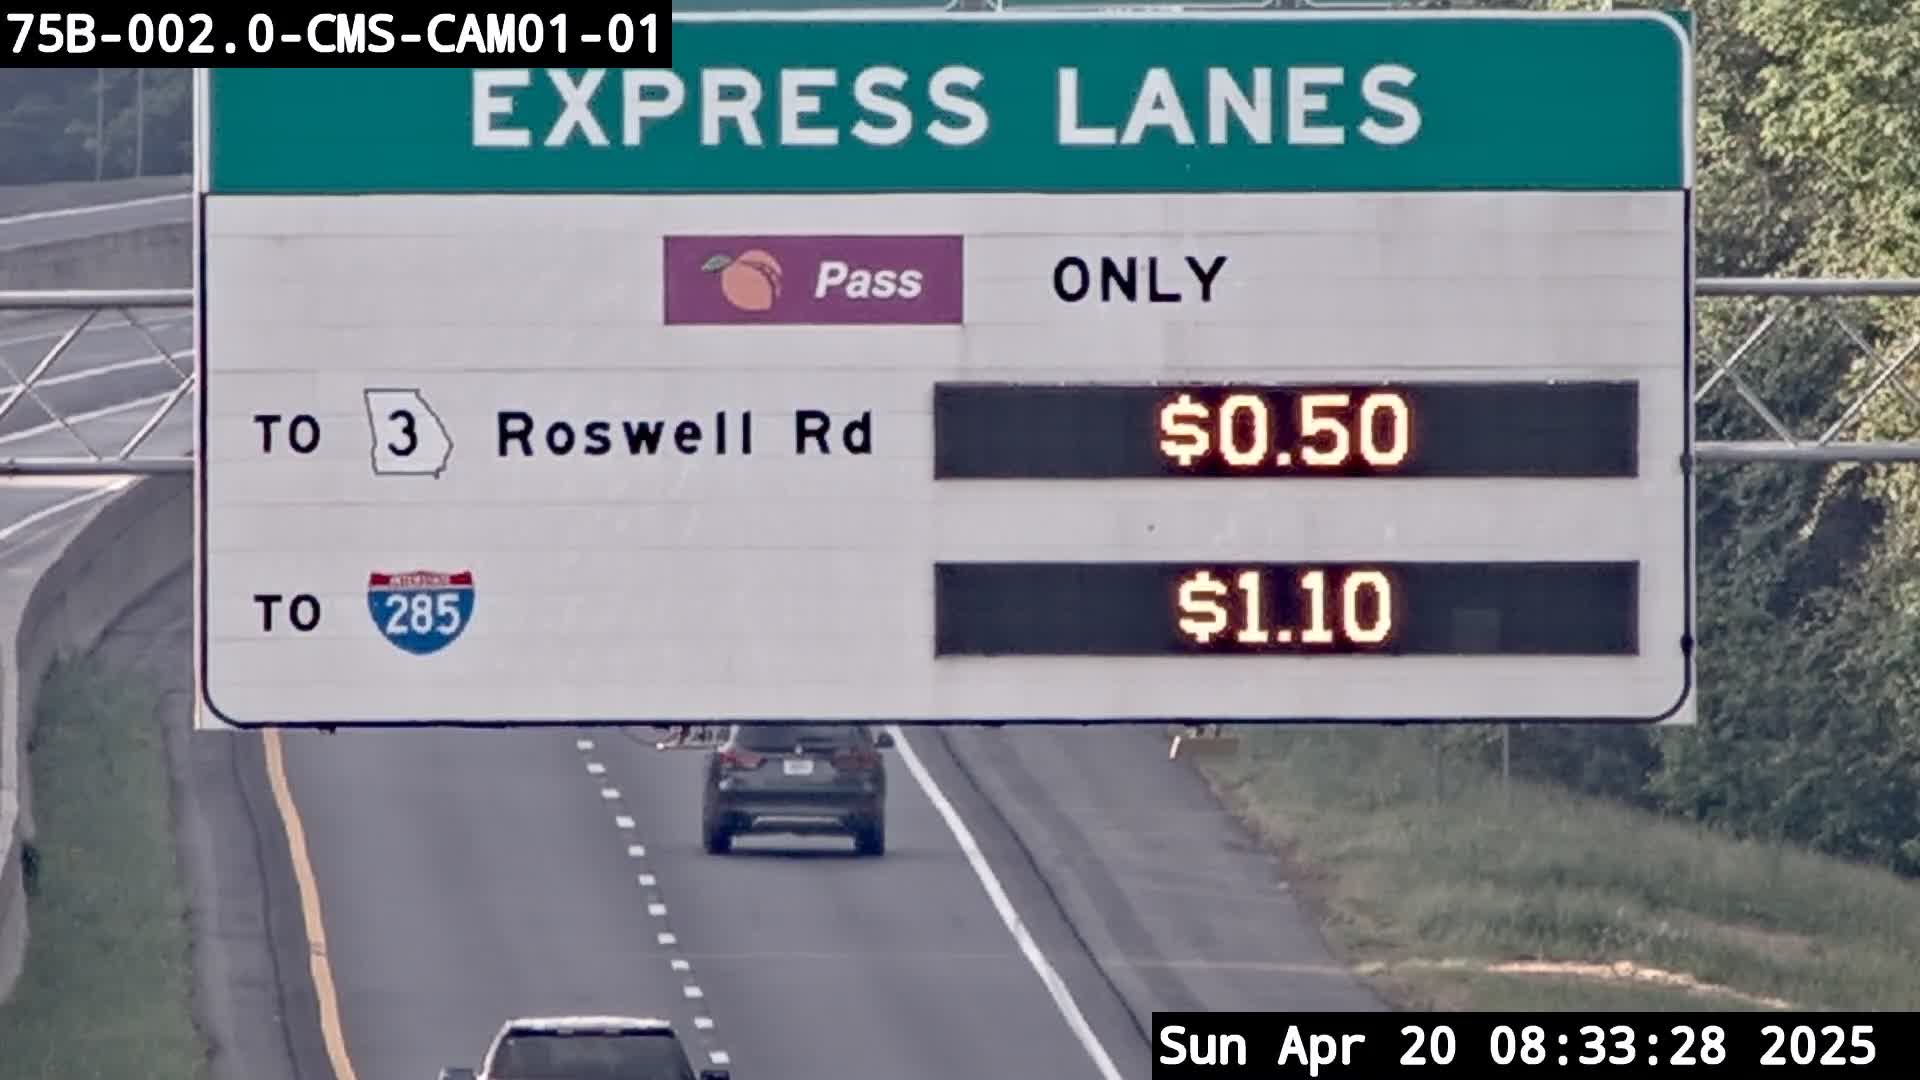 75B-002.0-CMS-CAM01-01
EXPRESS LANES
Pass ONLY
TO 3 Roswell Rd $0.50
TO INTERSTATE 285 $1.10
Sun Apr 20 08:33:28 2025